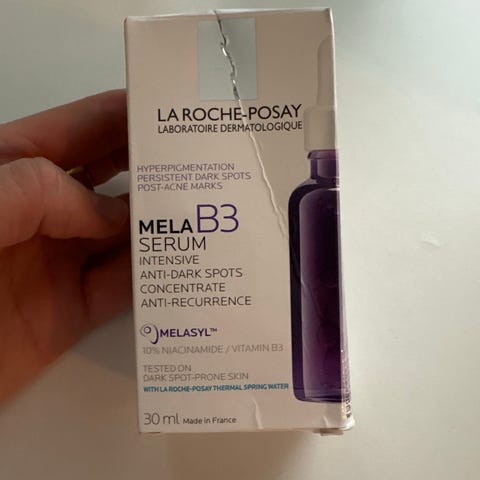 LA ROCHE-POSAY
LABORATOIRE DERMATOLOGIQUE
HYPERPIGMENTATION
PERSISTENT DARK SPOTS
POST-ACNE MARKS
MELA B3
SERUM
INTENSIVE
ANTI-DARK SPOTS
CONCENTRATE
ANTI-RECURRENCE
MELASYL™
10% NIACINAMIDE / VITAMIN B3
TESTED ON
DARK SPOT-PRONE SKIN
WITH LA ROCHE-POSAY THERMAL SPRING WATER
30 ml Made in France